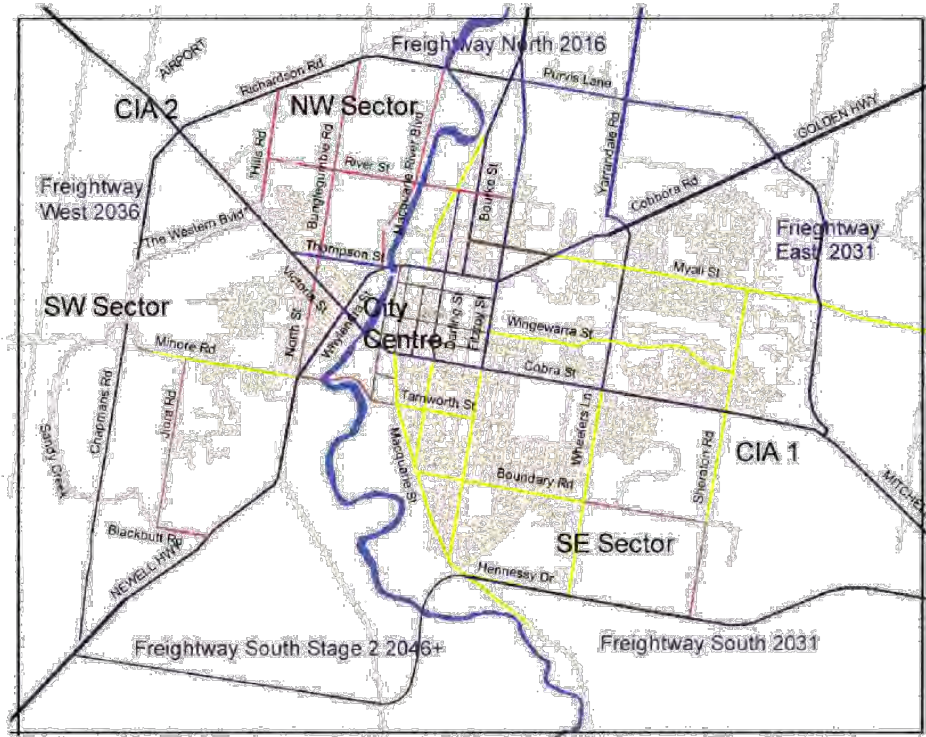 Freightway North 2016
AIRPORT
Richardson Rd
Purvis Lane
CIA 2
NW Sector
GOLDEN HWY
Hills Rd
Bunglegumbie Rd
Macquarie River Blvd
River St
Bourke St
Yarrandale Rd
Cobbora Rd
Freightway
West 2036
The Western Blvd
Thompson St
Freightway
East 2031
Myall St
Victoria St
Whylandra St
City
Centre
Darling St
Fitzroy St
Wingewarra St
SW Sector
North St
Minore Rd
Cobra St
Chapmans Rd
Jiora Rd
Tamworth St
Wheelers Ln
Sandy Creek
Macquarie St
Sheraton Rd
CIA 1
Boundary Rd
MITCHEL
Blackbutt Rd
SE Sector
NEWELL HWY
Hennessy Dr
Freightway South Stage 2 2046+
Freightway South 2031